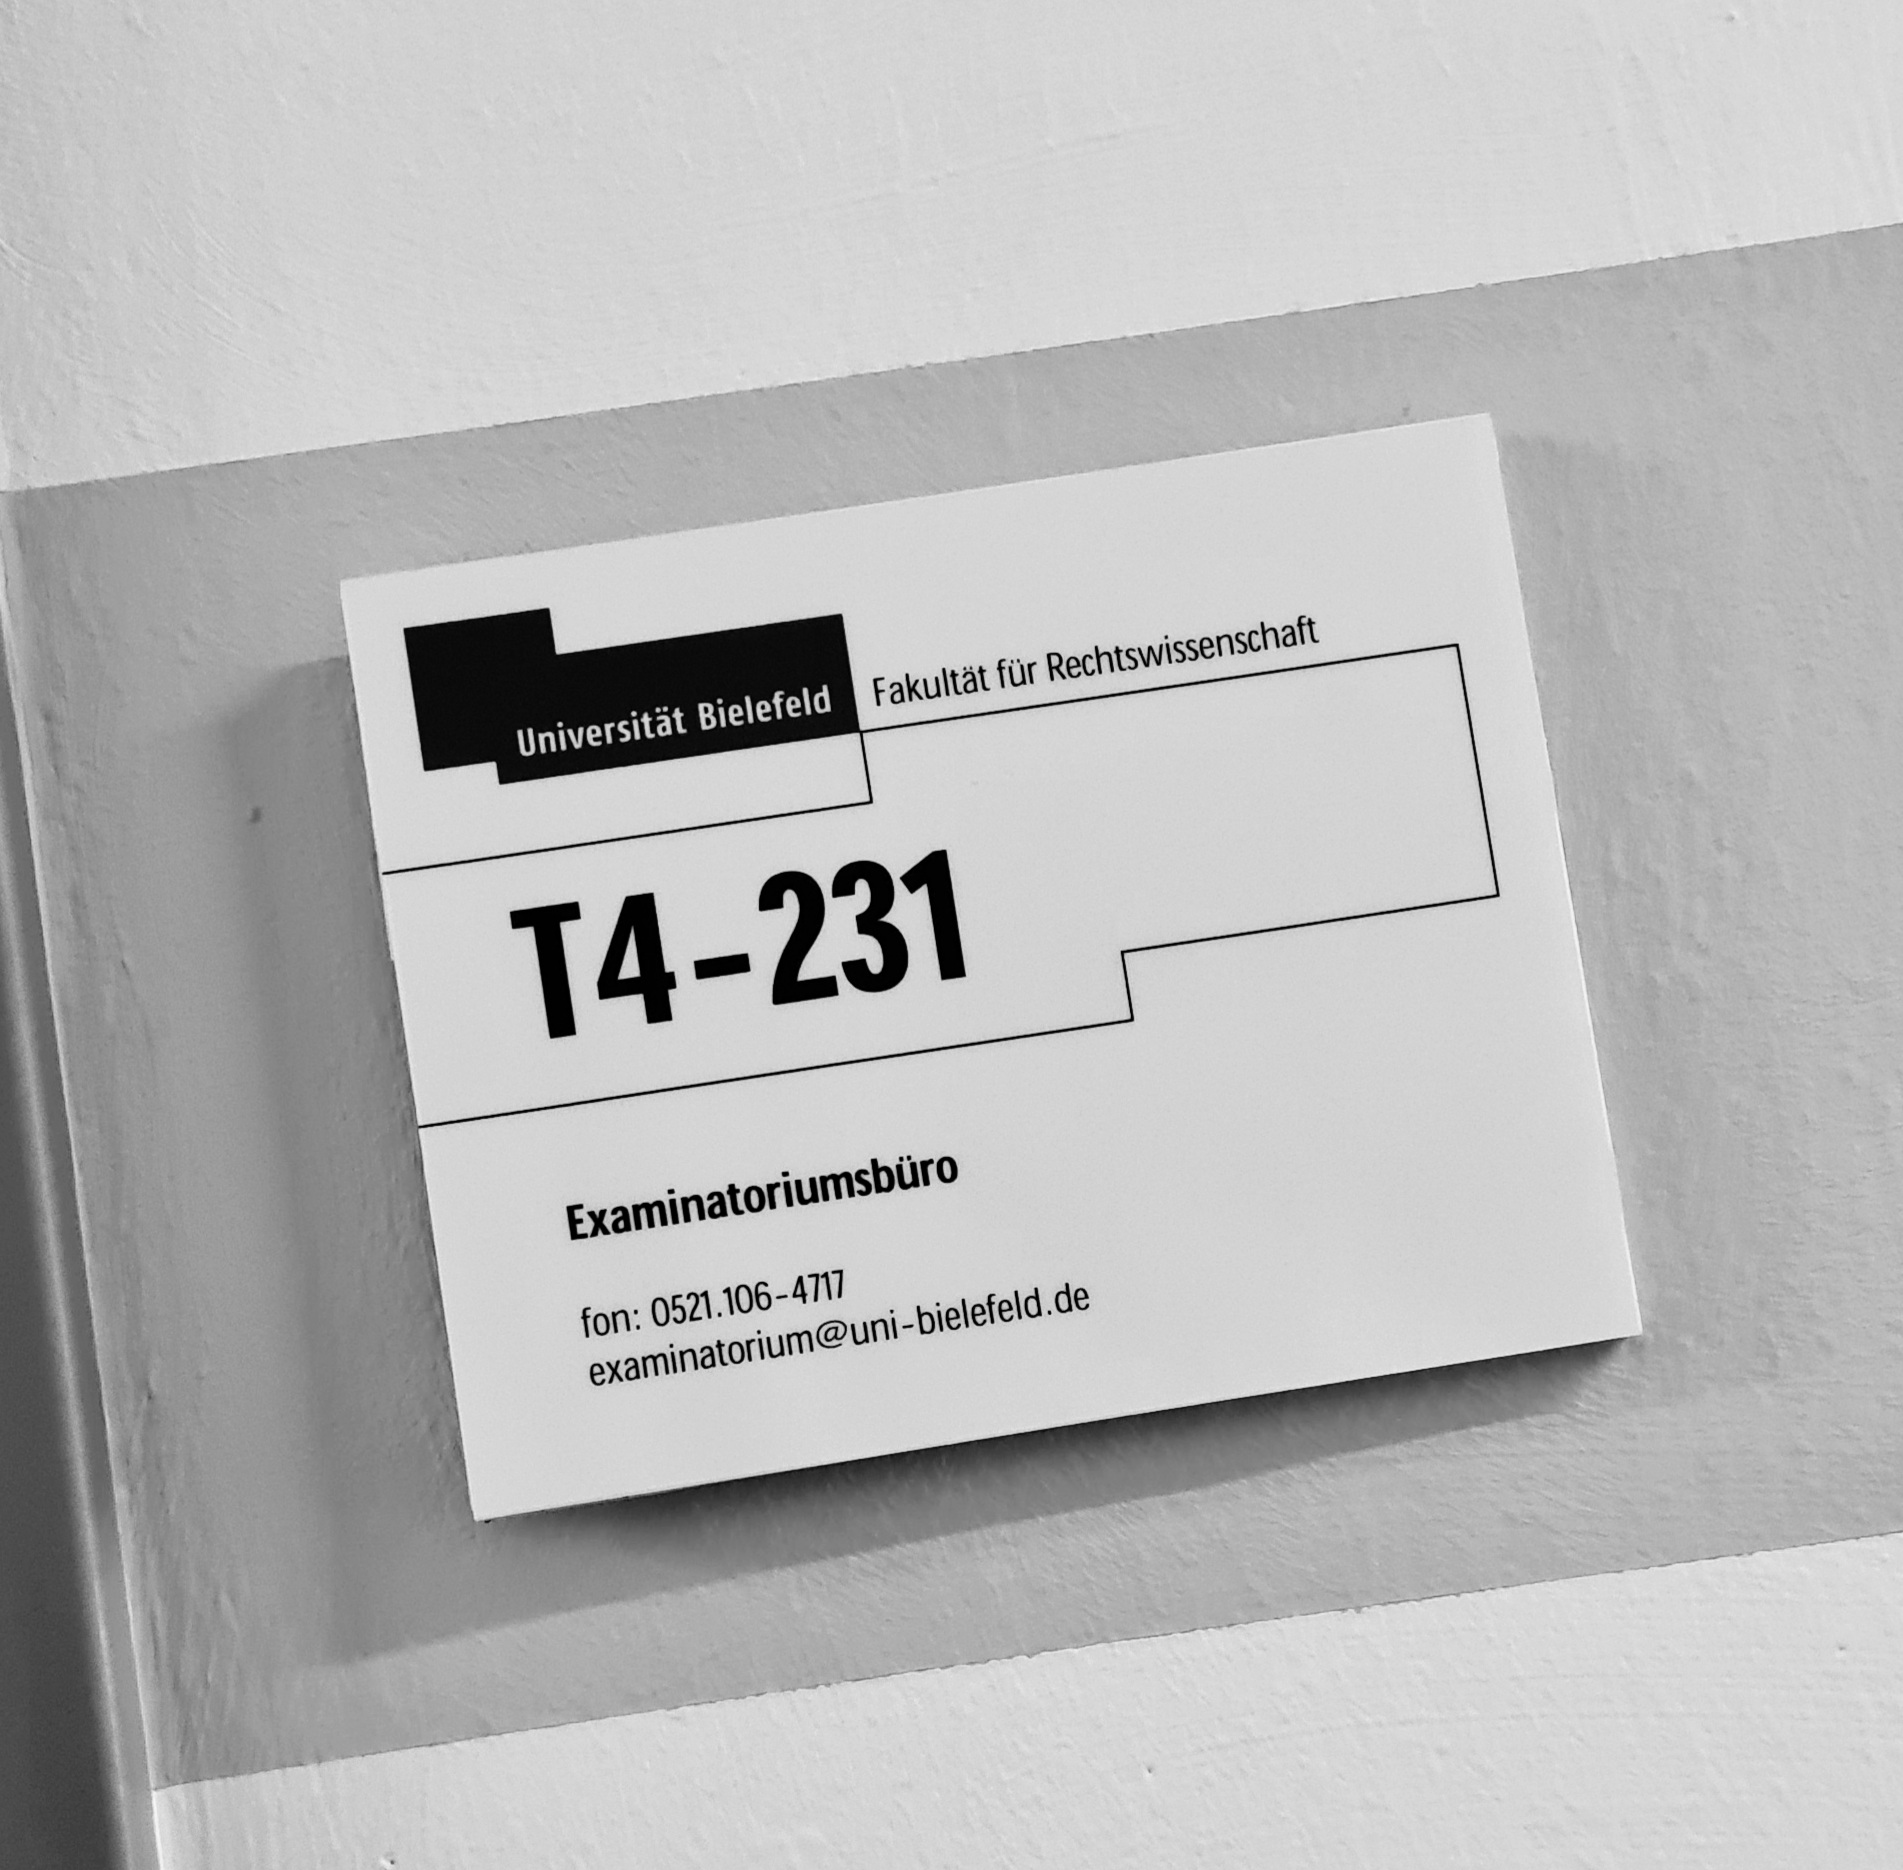 Universität Bielefeld
Fakultät für Rechtswissenschaft
T4-231
Examinatoriumsbüro
fon: 0521.106-4717
examinatorium@uni-bielefeld.de